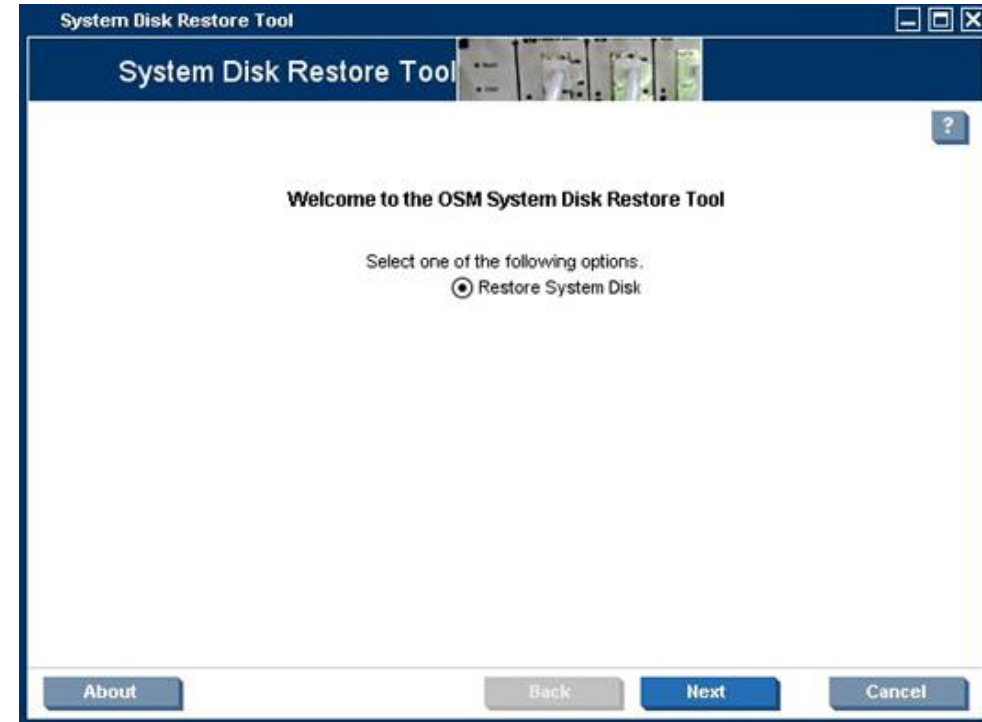 System Disk Restore Tool
System Disk Restore Tool
?
Welcome to the OSM System Disk Restore Tool
Select one of the following options.
Restore System Disk
About
Back
Next
Cancel